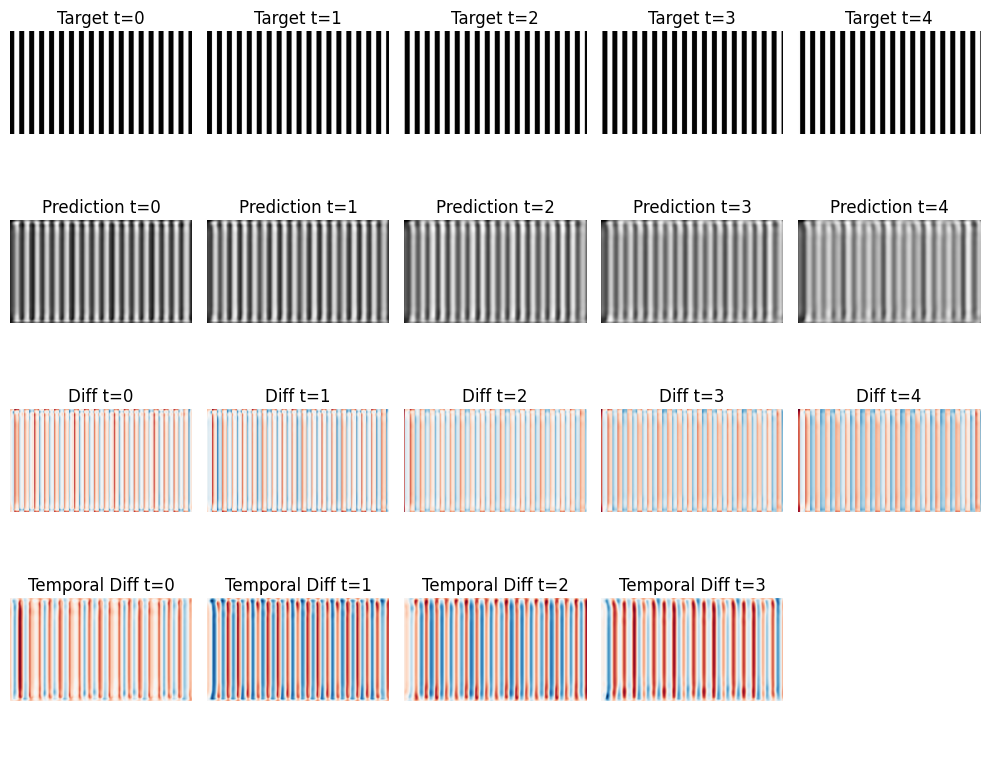 Target t=0 Target t=1 Target t=2 Target t=3 Target t=4
Prediction t=0 Prediction t=1 Prediction t=2 Prediction t=3 Prediction t=4
Diff t=0 Diff t=1 Diff t=2 Diff t=3 Diff t=4
Temporal Diff t=0 Temporal Diff t=1 Temporal Diff t=2 Temporal Diff t=3